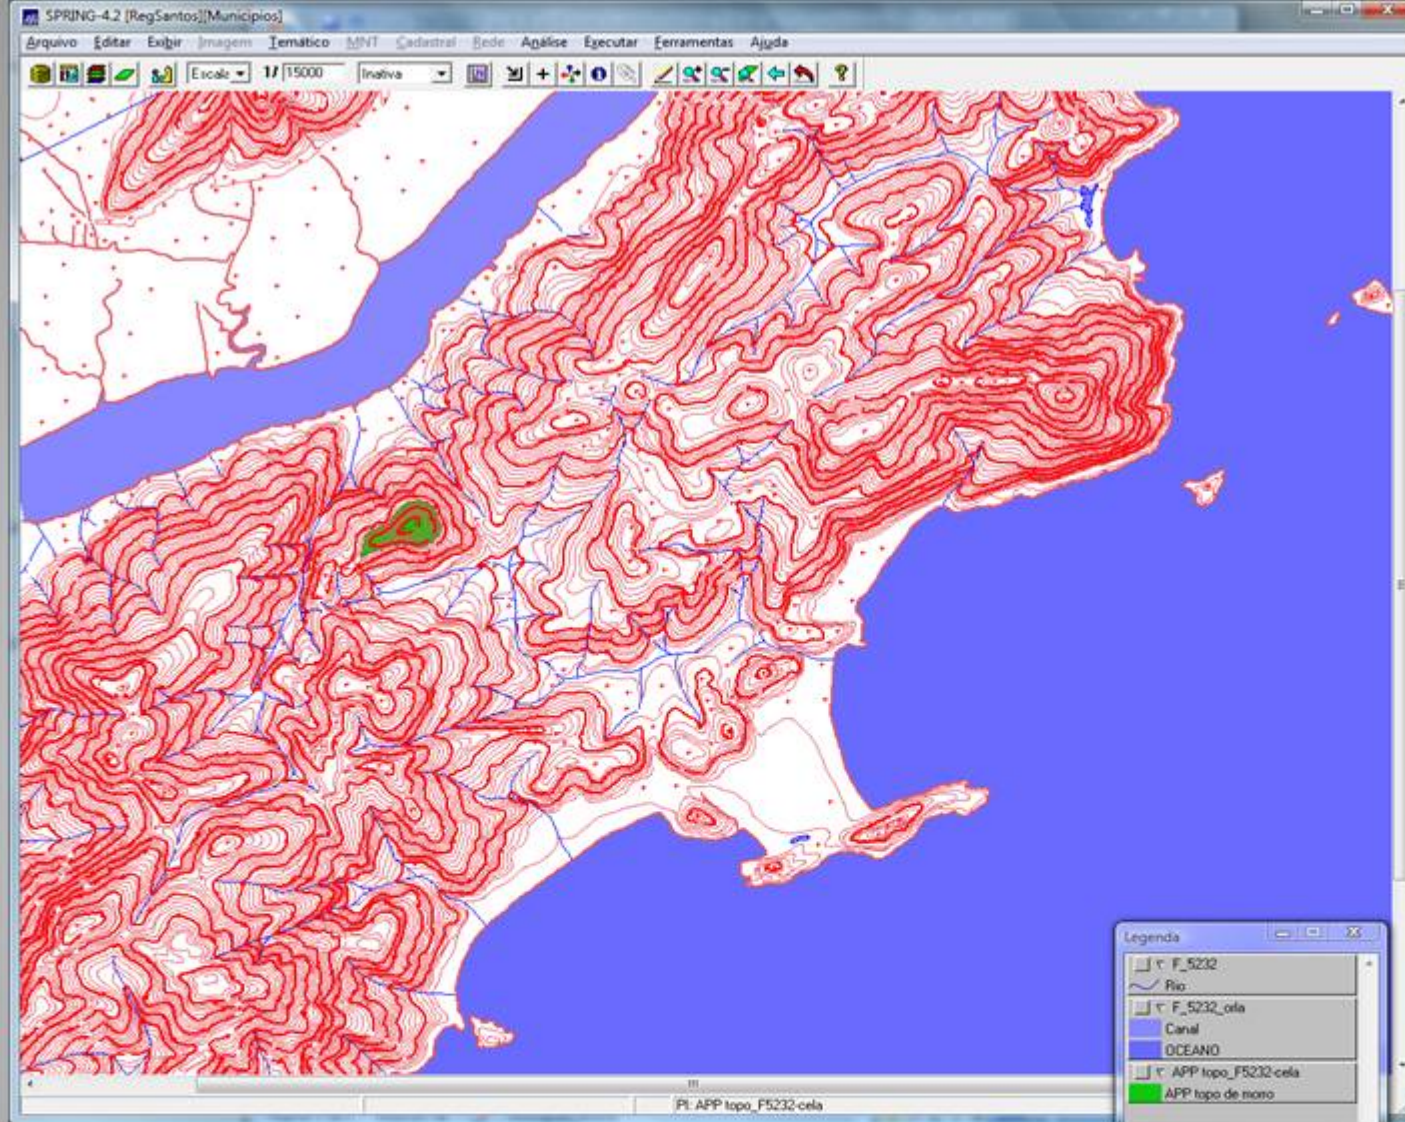 SPRING-4.2 [RegSantos][Municipios]
Arquivo Editar Exibir Imagem Temático MNT Cadastral Rede Análise Executar Ferramentas Ajuda
Escala 1/ 15000 Inativa
Legenda
F_5232
Rio
F_5232_orla
Canal
OCEANO
APP topo_F5232-cela
APP topo de morro
PI: APP topo_F5232-cela